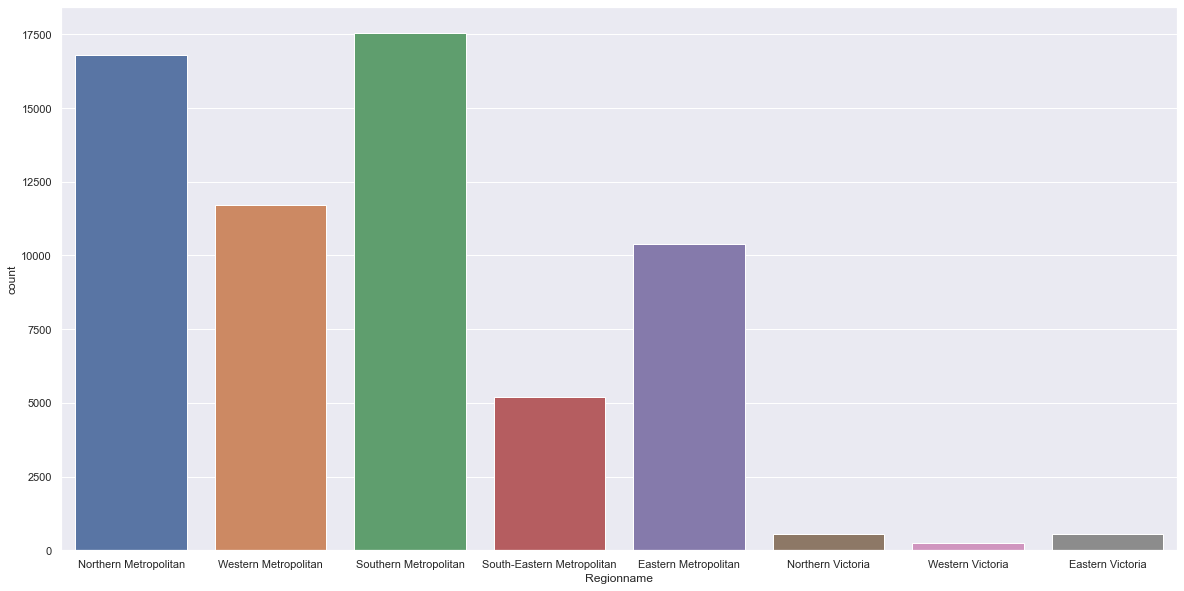 17500
15000
12500
10000
7500
5000
2500
0
count
Northern Metropolitan Western Metropolitan Southern Metropolitan South-Eastern Metropolitan Eastern Metropolitan Northern Victoria Western Victoria Eastern Victoria
Regionname